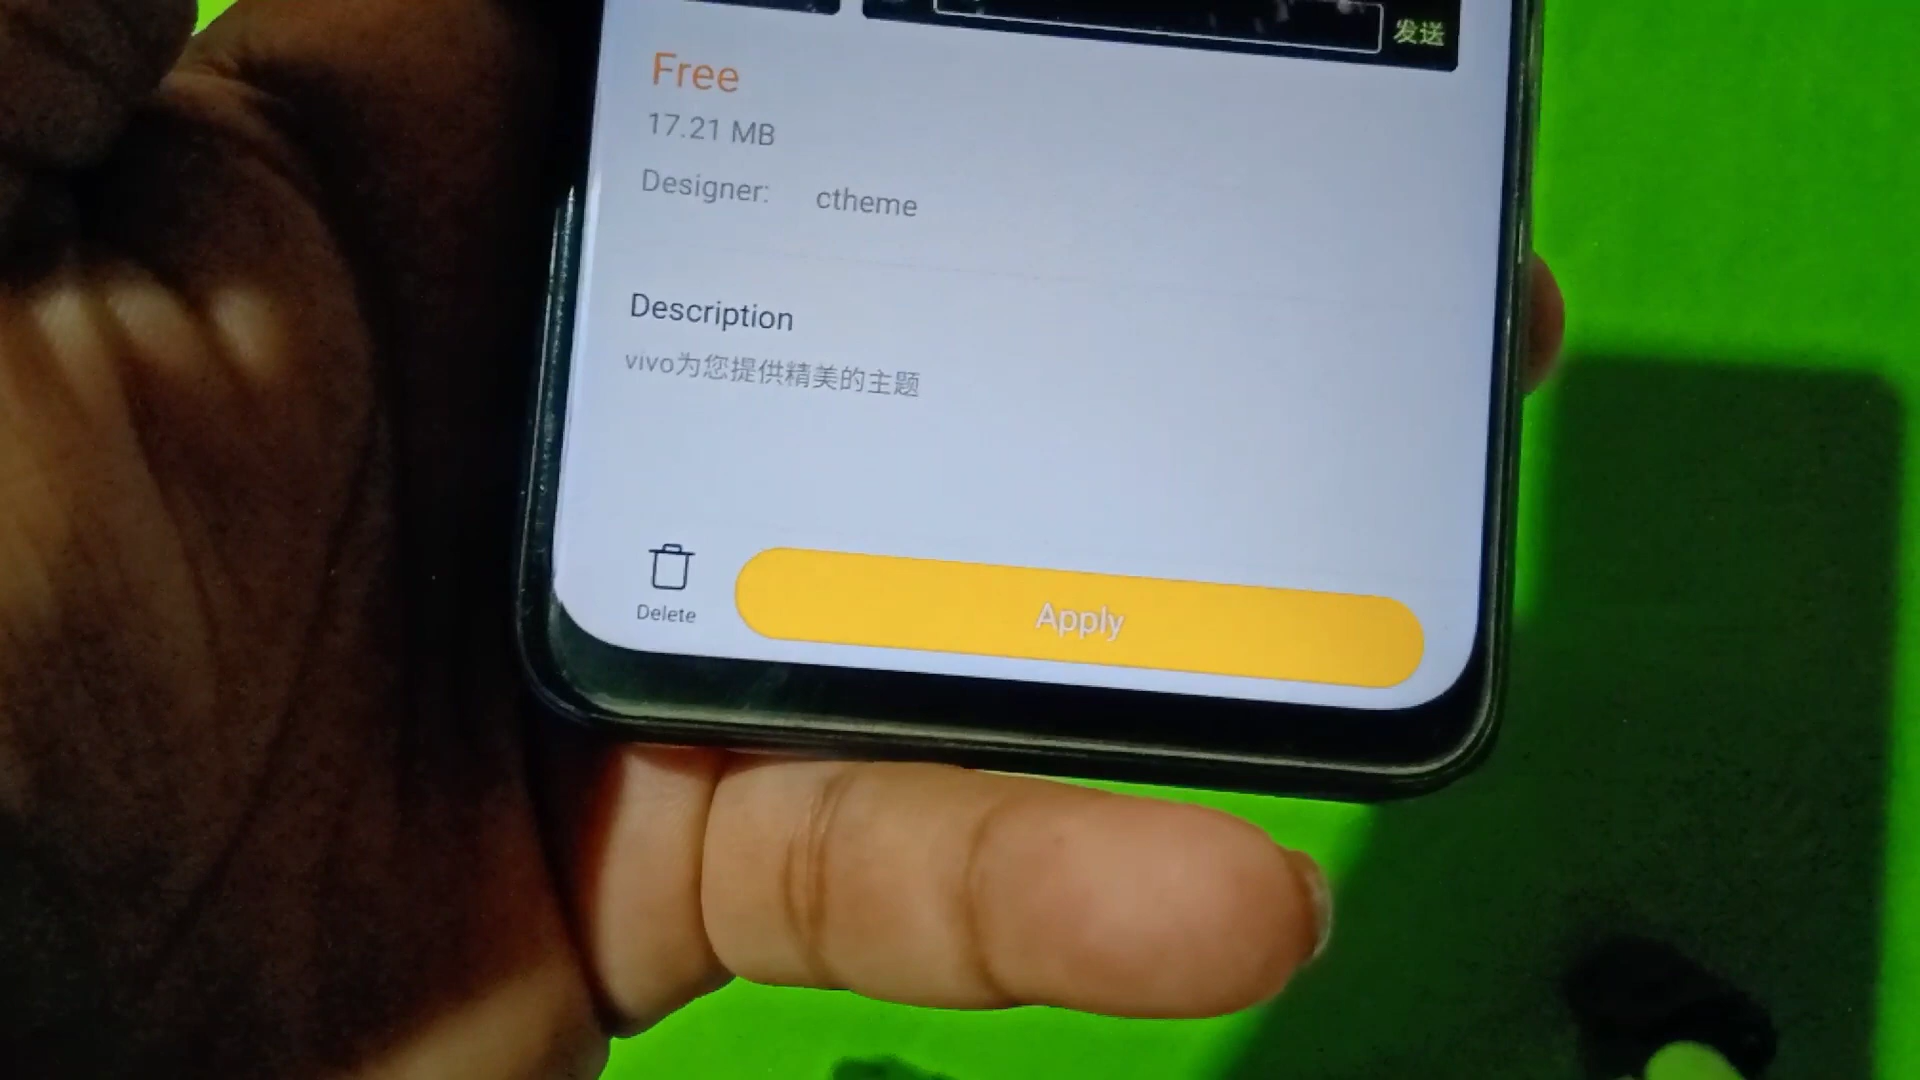 发送
Free
17.21 MB
Designer: ctheme
Description
vivo为您提供精美的主题
Delete
Apply